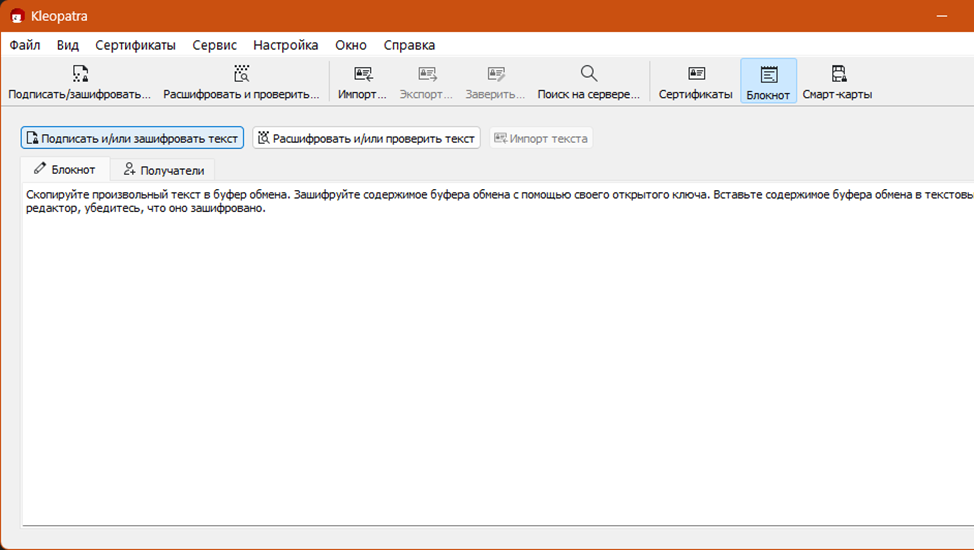 Kleopatra
Файл Вид Сертификаты Сервис Настройка Окно Справка
Подписать/зашифровать... Расшифровать и проверить... Импорт... Экспорт... Заверить... Поиск на сервере... Сертификаты Блокнот Смарт-карты
Подписать и/или зашифровать текст Расшифровать и/или проверить текст Импорт текста
Блокнот Получатели
Скопируйте произвольный текст в буфер обмена. Зашифруйте содержимое буфера обмена с помощью своего открытого ключа. Вставьте содержимое буфера обмена в
редактор, убедитесь, что оно зашифровано.